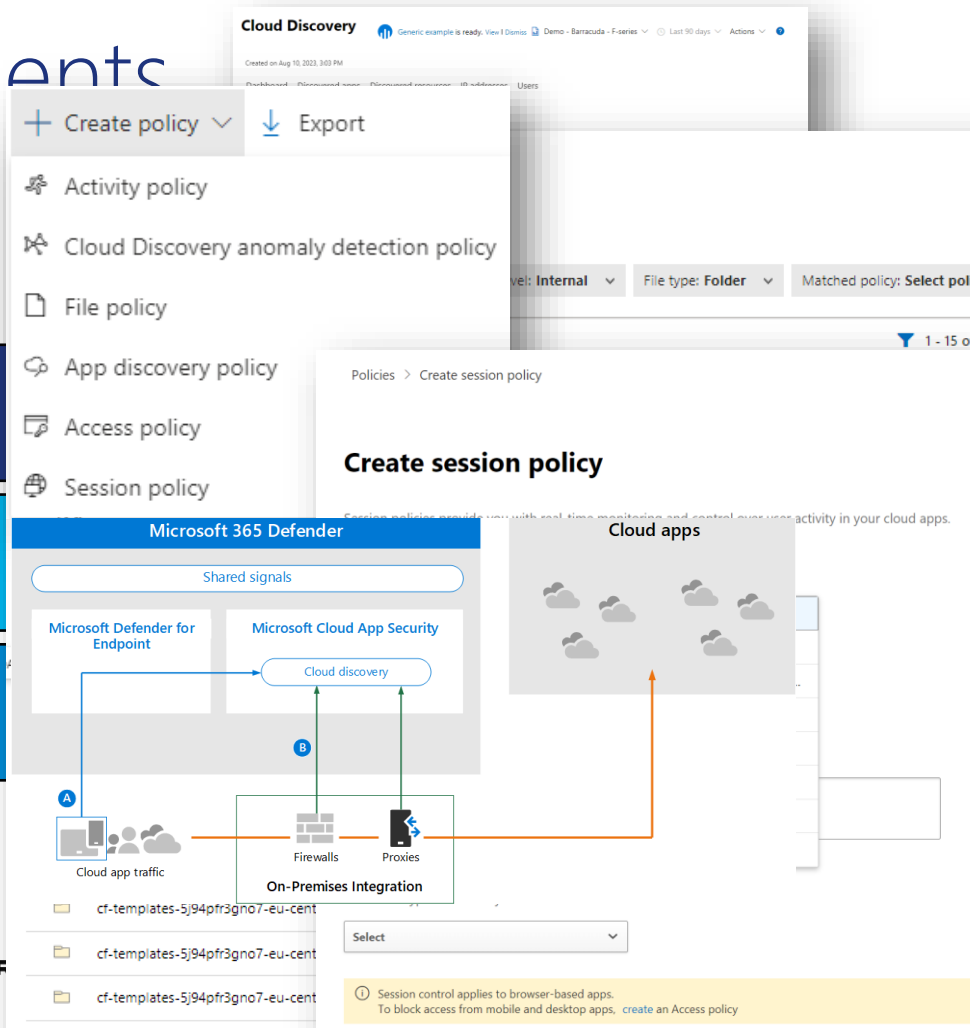 ents
Cloud Discovery
Generic example is ready. View | Dismiss
Demo - Barracuda - F-series
Last 90 days
Actions
Created on Aug 10, 2023, 3:03 PM
Dashboard Discovered apps Discovered resources IP addresses Users
Create policy
Export
Activity policy
Cloud Discovery anomaly detection policy
File policy
App discovery policy
Access policy
Session policy
vel: Internal
File type: Folder
Matched policy: Select pol
1 - 15 o
Policies > Create session policy
Create session policy
Session policies provide you with real-time monitoring and control over user activity in your cloud apps.
Microsoft 365 Defender
Shared signals
Microsoft Defender for
Endpoint
Microsoft Cloud App Security
Cloud discovery
Cloud apps
A
B
Cloud app traffic
Firewalls
Proxies
On-Premises Integration
cf-templates-5j94pfr3gno7-eu-cent
cf-templates-5j94pfr3gno7-eu-cent
cf-templates-5j94pfr3gno7-eu-cent
Select
Session control applies to browser-based apps.
To block access from mobile and desktop apps, create an Access policy